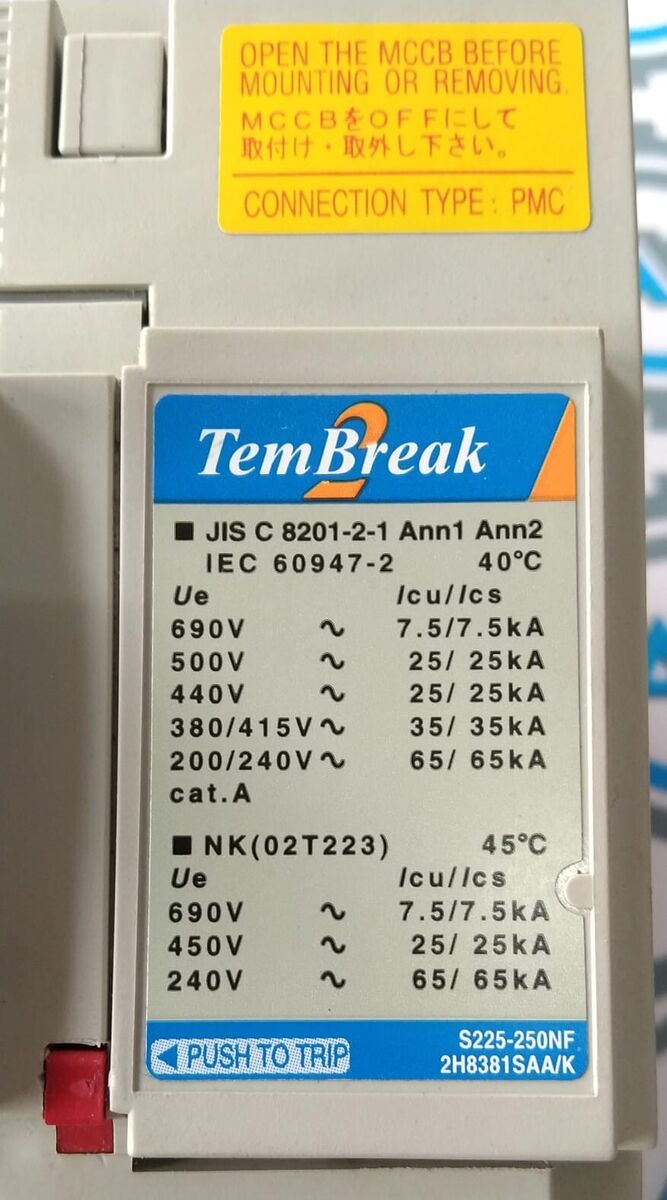 OPEN THE MCCB BEFORE
MOUNTING OR REMOVING.
MCCBをOFFにして
取付け・取外し下さい。
CONNECTION TYPE: PMC
TemBreak 2
■ JIS C 8201-2-1 Ann1 Ann2
IEC 60947-2 40℃
Ue Icu/Ics
690V ∿ 7.5/7.5kA
500V ∿ 25/ 25kA
440V ∿ 25/ 25kA
380/415V ∿ 35/ 35kA
200/240V ∿ 65/ 65kA
cat.A
■ NK(02T223) 45℃
Ue Icu/Ics
690V ∿ 7.5/7.5kA
450V ∿ 25/ 25kA
240V ∿ 65/ 65kA
S225-250NF
◀ PUSH TO TRIP 2H8381SAA/K